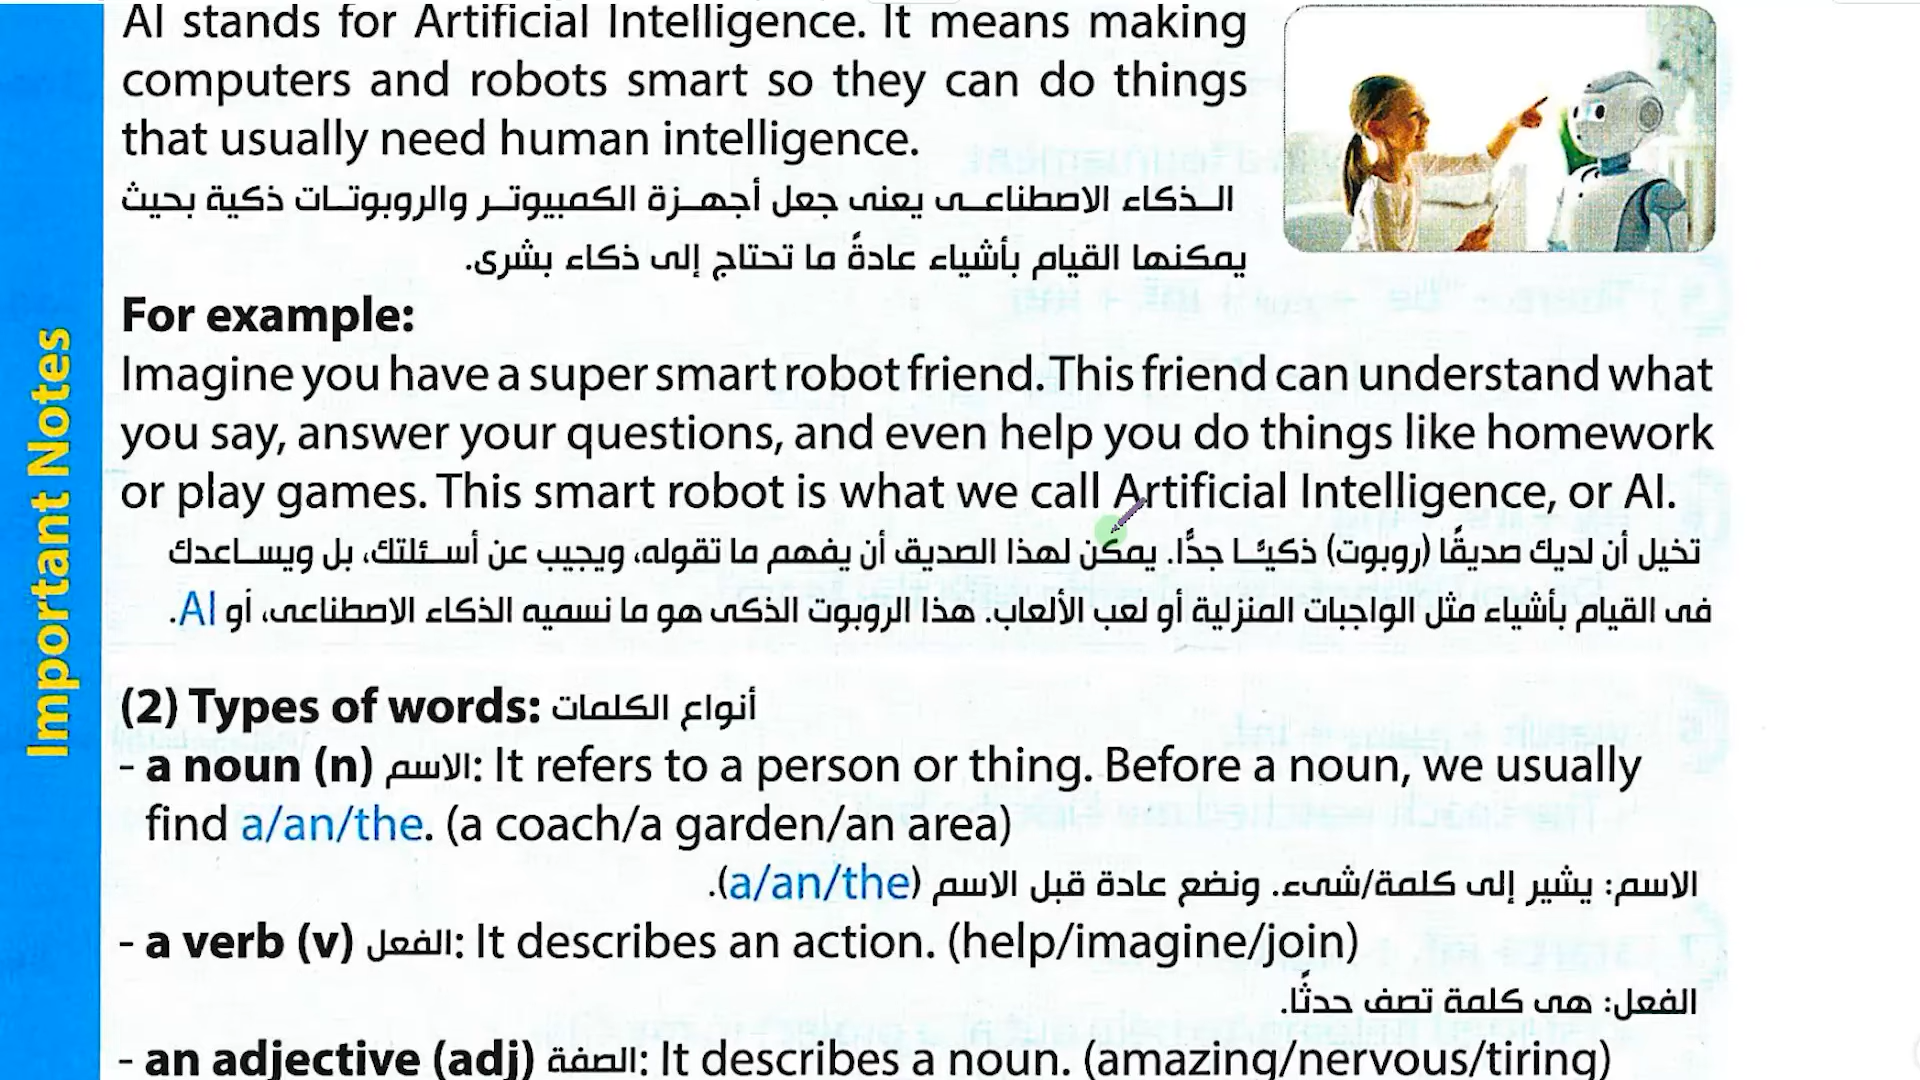 AI stands for Artificial Intelligence. It means making
computers and robots smart so they can do things
that usually need human intelligence.
الـذكاء الاصطناعـى يعنى جعل أجهـزة الكمبيوتـر والروبوتـات ذكية بحيث
يمكنها القيام بأشياء عادةً ما تحتاج إلى ذكاء بشرى.
For example:
Imagine you have a super smart robot friend. This friend can understand what
you say, answer your questions, and even help you do things like homework
or play games. This smart robot is what we call Artificial Intelligence, or AI.
تخيل أن لديك صديقًا (روبوت) ذكيًـا جدًّا. يمكن لهذا الصديق أن يفهم ما تقوله، ويجيب عن أسـئلتك، بل ويسـاعدك
فى القيام بأشياء مثل الواجبات المنزلية أو لعب الألعاب. هذا الروبوت الذكى هو ما نسميه الذكاء الاصطناعى، أو AI.
Important Notes
(2) Types of words: أنواع الكلمات
- a noun (n) الاسم: It refers to a person or thing. Before a noun, we usually
find a/an/the. (a coach/a garden/an area)
الاسم: يشير إلى كلمة/شىء. ونضع عادة قبل الاسم (a/an/the).
- a verb (v) الفعل: It describes an action. (help/imagine/join)
الفعل: هى كلمة تصف حدثًا.
- an adjective (adj) الصفة: It describes a noun. (amazing/nervous/tiring)